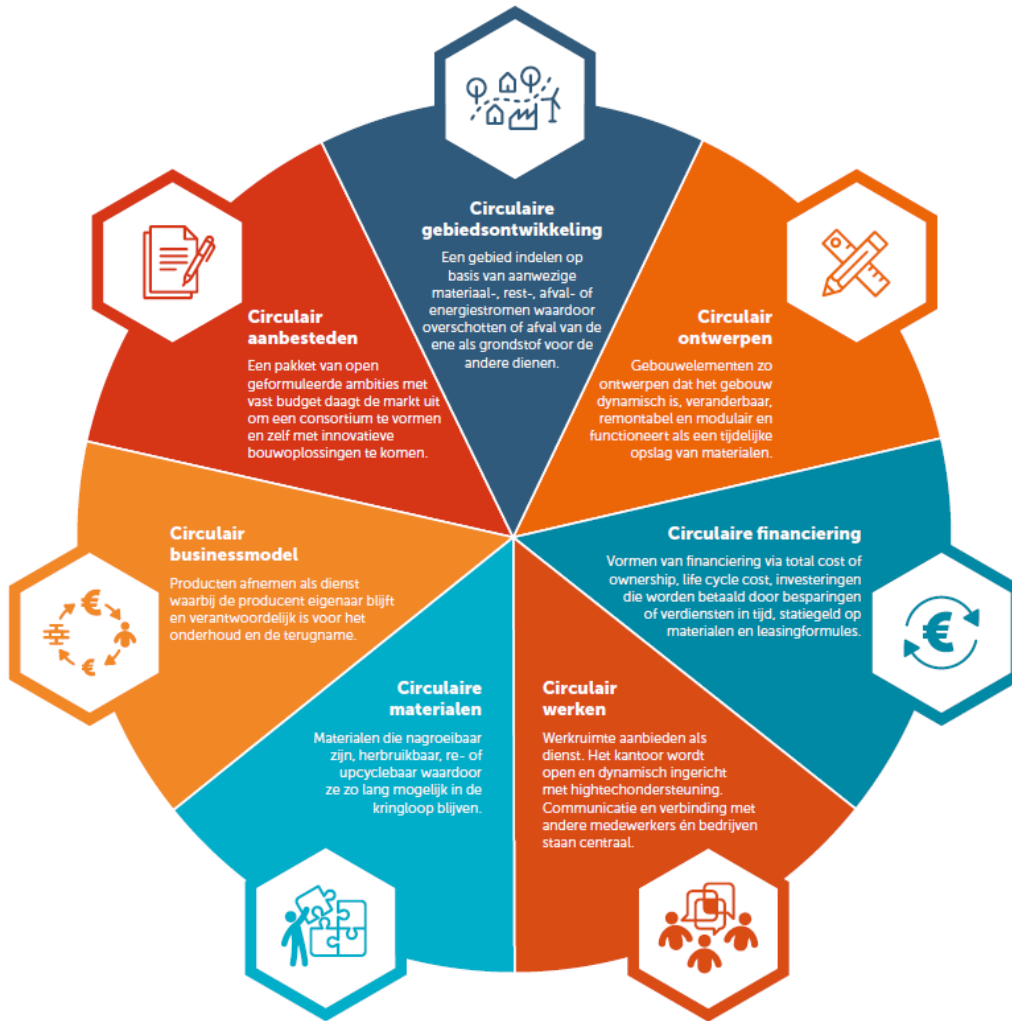 Circulaire
gebiedsontwikkeling
Een gebied indelen op
basis van aanwezige
materiaal-, rest-, afval- of
energiestromen waardoor
overschotten of afval van de
ene als grondstof voor de
andere dienen.
Circulair
ontwerpen
Gebouwelementen zo
ontwerpen dat het gebouw
dynamisch is, veranderbaar,
remontabel en modulair en
functioneert als een tijdelijke
opslag van materialen.
Circulaire financiering
Vormen van financiering via total cost of
ownership, life cycle cost, investeringen
die worden betaald door besparingen
of verdiensten in tijd, statiegeld op
materialen en leasingformules.
Circulair
werken
Werkruimte aanbieden als
dienst. Het kantoor wordt
open en dynamisch ingericht
met hightechondersteuning.
Communicatie en verbinding met
andere medewerkers én bedrijven
staan centraal.
Circulaire
materialen
Materialen die nagroeibaar
zijn, herbruikbaar, re- of
upcyclebaar waardoor
ze zo lang mogelijk in de
kringloop blijven.
Circulair
businessmodel
Producten afnemen als dienst
waarbij de producent eigenaar blijft
en verantwoordelijk is voor het
onderhoud en de terugname.
Circulair
aanbesteden
Een pakket van open
geformuleerde ambities met
vast budget daagt de markt uit
om een consortium te vormen
en zelf met innovatieve
bouwoplossingen te komen.
€
€
€